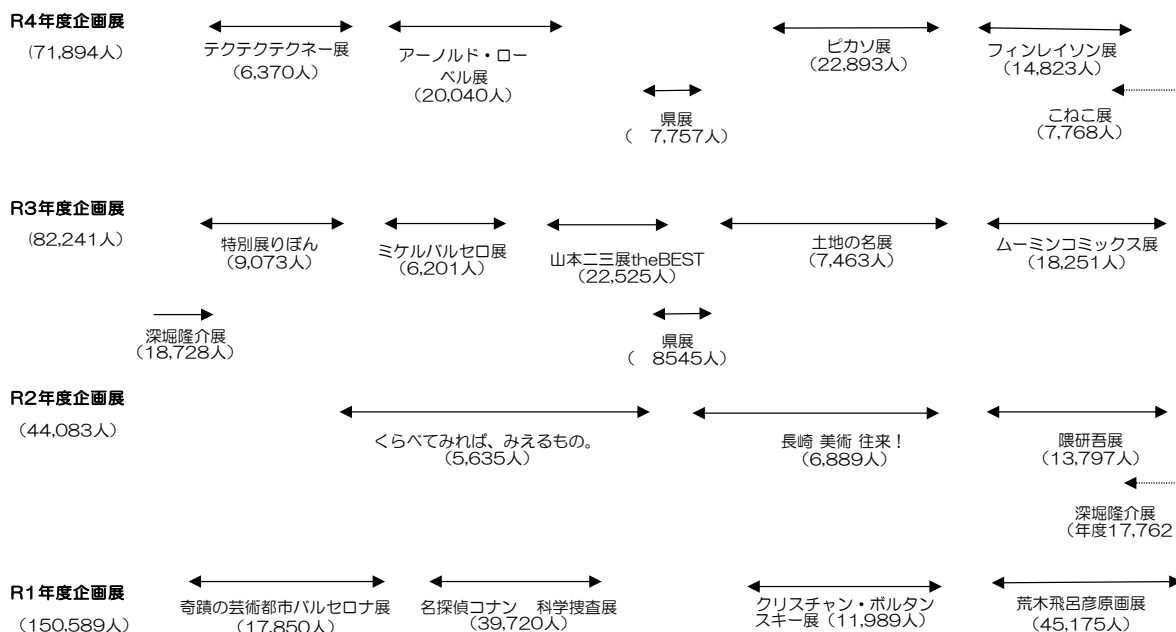 R4年度企画展
(71,894人)
テクテクテクネー展
(6,370人)
アーノルド・ロー
ベル展
(20,040人)
県展
(　7,757人)
ピカソ展
(22,893人)
フィンレイソン展
(14,823人)
こねこ展
(7,768人)
R3年度企画展
(82,241人)
特別展りぼん
(9,073人)
ミケルバルセロ展
(6,201人)
山本二三展theBEST
(22,525人)
土地の名展
(7,463人)
ムーミンコミックス展
(18,251人)
深堀隆介展
(18,728人)
県展
(　8545人)
R2年度企画展
(44,083人)
くらべてみれば、みえるもの。
(5,635人)
長崎 美術 往来！
(6,889人)
隈研吾展
(13,797人)
深堀隆介展
(年度17,762
R1年度企画展
(150,589人)
奇蹟の芸術都市バルセロナ展
(17,850人)
名探偵コナン　科学捜査展
(39,720人)
クリスチャン・ボルタン
スキー展 (11,989人)
荒木飛呂彦原画展
(45,175人)